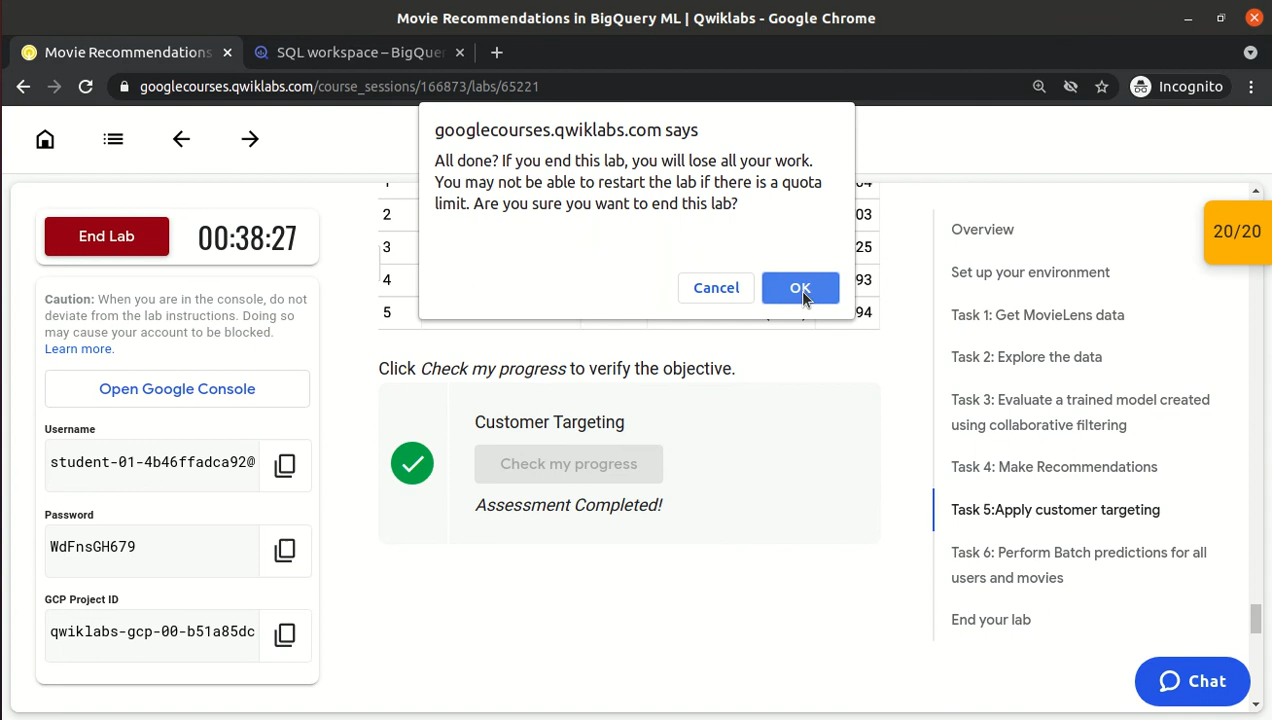 Movie Recommendations in BigQuery ML | Qwiklabs - Google Chrome
Movie Recommendations
SQL workspace – BigQuer
googlecourses.qwiklabs.com/course_sessions/166873/labs/65221
Incognito
googlecourses.qwiklabs.com says
All done? If you end this lab, you will lose all your work.
You may not be able to restart the lab if there is a quota
limit. Are you sure you want to end this lab?
Cancel
OK
End Lab
00:38:27
Caution: When you are in the console, do not
deviate from the lab instructions. Doing so
may cause your account to be blocked.
Learn more.
Open Google Console
Username
student-01-4b46ffadca92@
Password
WdFnsGH679
GCP Project ID
qwiklabs-gcp-00-b51a85dc
2 03
3 25
4 93
5 94
Click Check my progress to verify the objective.
Customer Targeting
Check my progress
Assessment Completed!
Overview
Set up your environment
Task 1: Get MovieLens data
Task 2: Explore the data
Task 3: Evaluate a trained model created
using collaborative filtering
Task 4: Make Recommendations
Task 5:Apply customer targeting
Task 6: Perform Batch predictions for all
users and movies
End your lab
20/20
Chat